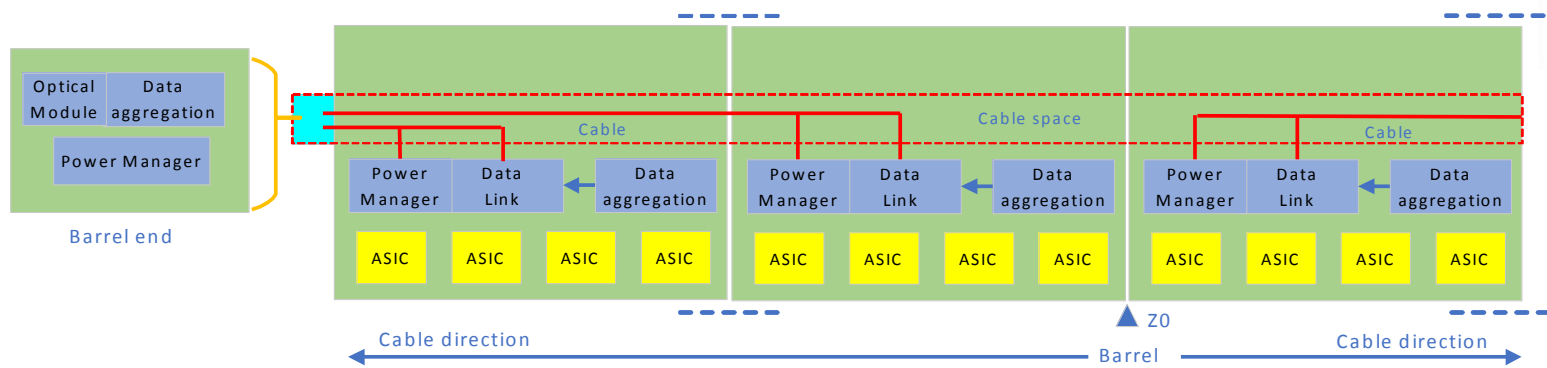 Optical
Module
Data
aggregation
Power Manager
Barrel end
Cable
Cable space
Cable
Power
Manager
Data
Link
Data
aggregation
Power
Manager
Data
Link
Data
aggregation
Power
Manager
Data
Link
Data
aggregation
ASIC
ASIC
ASIC
ASIC
ASIC
ASIC
ASIC
ASIC
ASIC
ASIC
ASIC
ASIC
Z0
Cable direction
Barrel
Cable direction